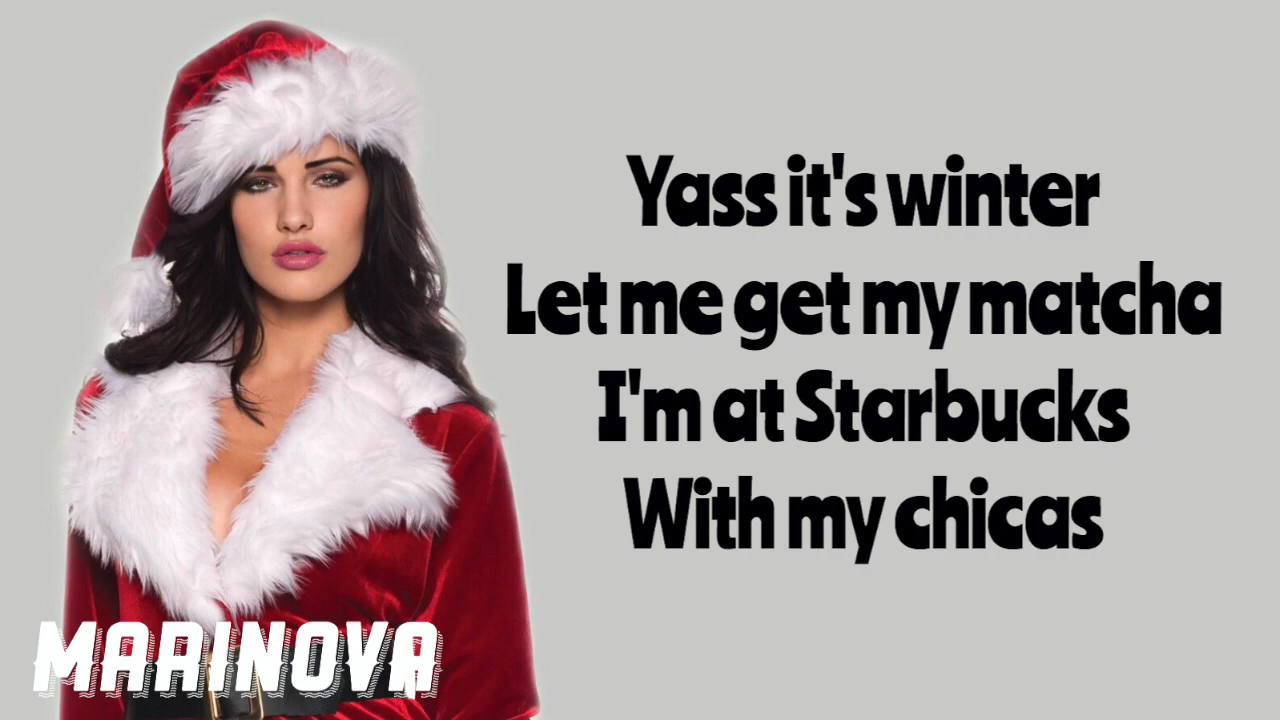 Yass it's winter
Let me get my matcha
I'm at Starbucks
With my chicas
MARINOVA